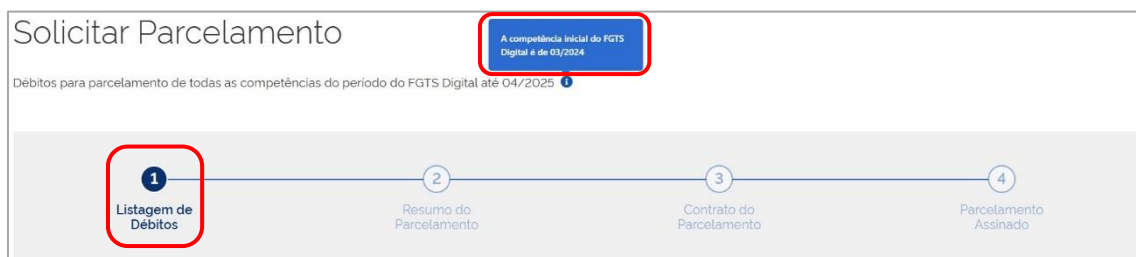 Solicitar Parcelamento
A competência inicial do FGTS
Digital é de 03/2024
Débitos para parcelamento de todas as competências do período do FGTS Digital até 04/2025 i
1
2
3
4
Listagem de
Débitos
Resumo do
Parcelamento
Contrato do
Parcelamento
Parcelamento
Assinado